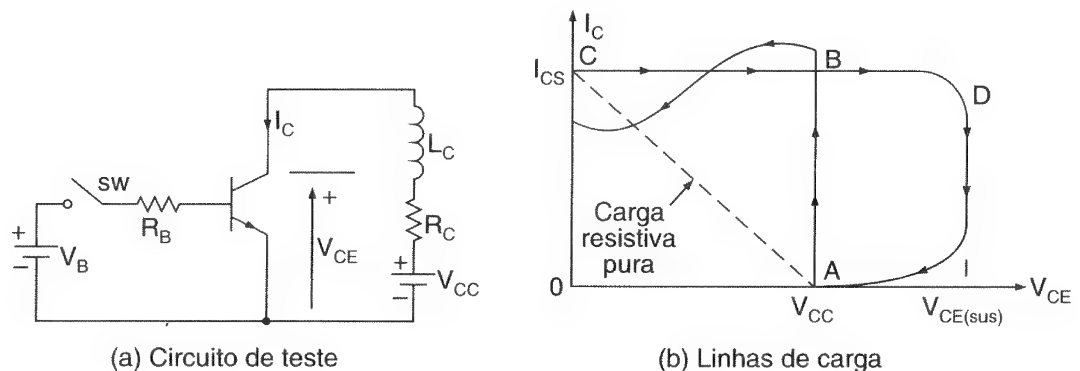 I_C
L_C
sw
+
R_B
+
V_B
−
V_CE
R_C
+
V_CC
−
(a) Circuito de teste
I_C
I_CS
C
B
D
Carga
resistiva
pura
A
0
V_CC
V_CE(sus)
V_CE
(b) Linhas de carga